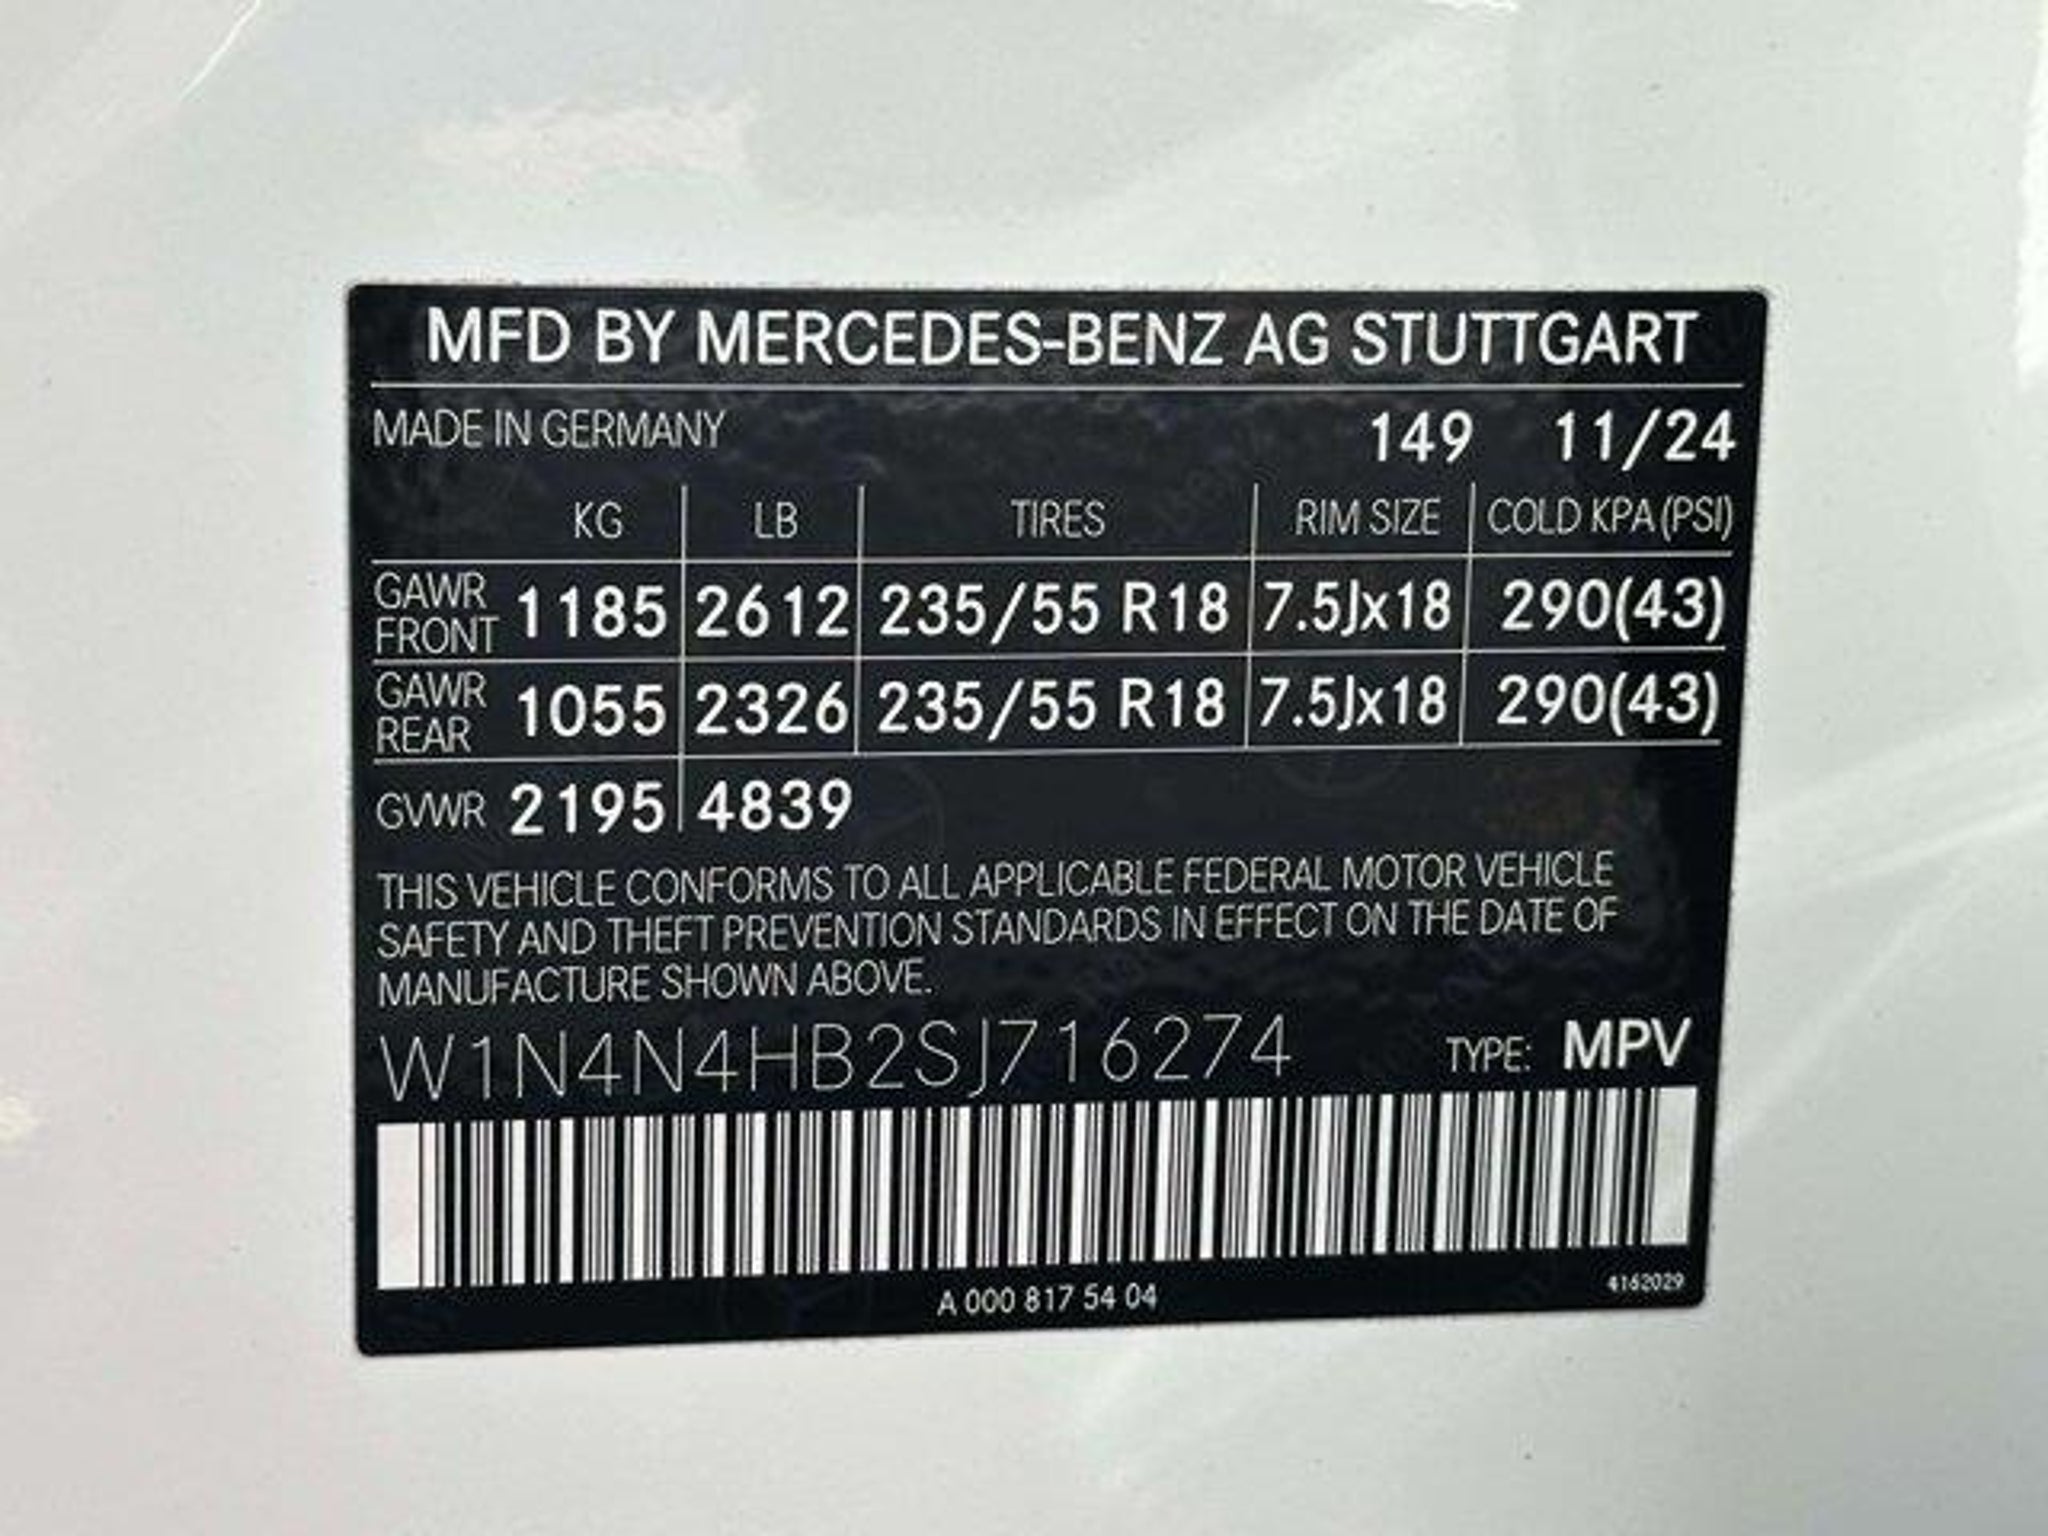 MFD BY MERCEDES-BENZ AG STUTTGART
MADE IN GERMANY 149 11/24
KG LB TIRES RIM SIZE COLD KPA (PSI)
GAWR FRONT 1185 2612 235/55 R18 7.5Jx18 290(43)
GAWR REAR 1055 2326 235/55 R18 7.5Jx18 290(43)
GVWR 2195 4839
THIS VEHICLE CONFORMS TO ALL APPLICABLE FEDERAL MOTOR VEHICLE
SAFETY AND THEFT PREVENTION STANDARDS IN EFFECT ON THE DATE OF
MANUFACTURE SHOWN ABOVE.
W1N4N4HB2SJ716274 TYPE: MPV
A 000 817 54 04 4162029